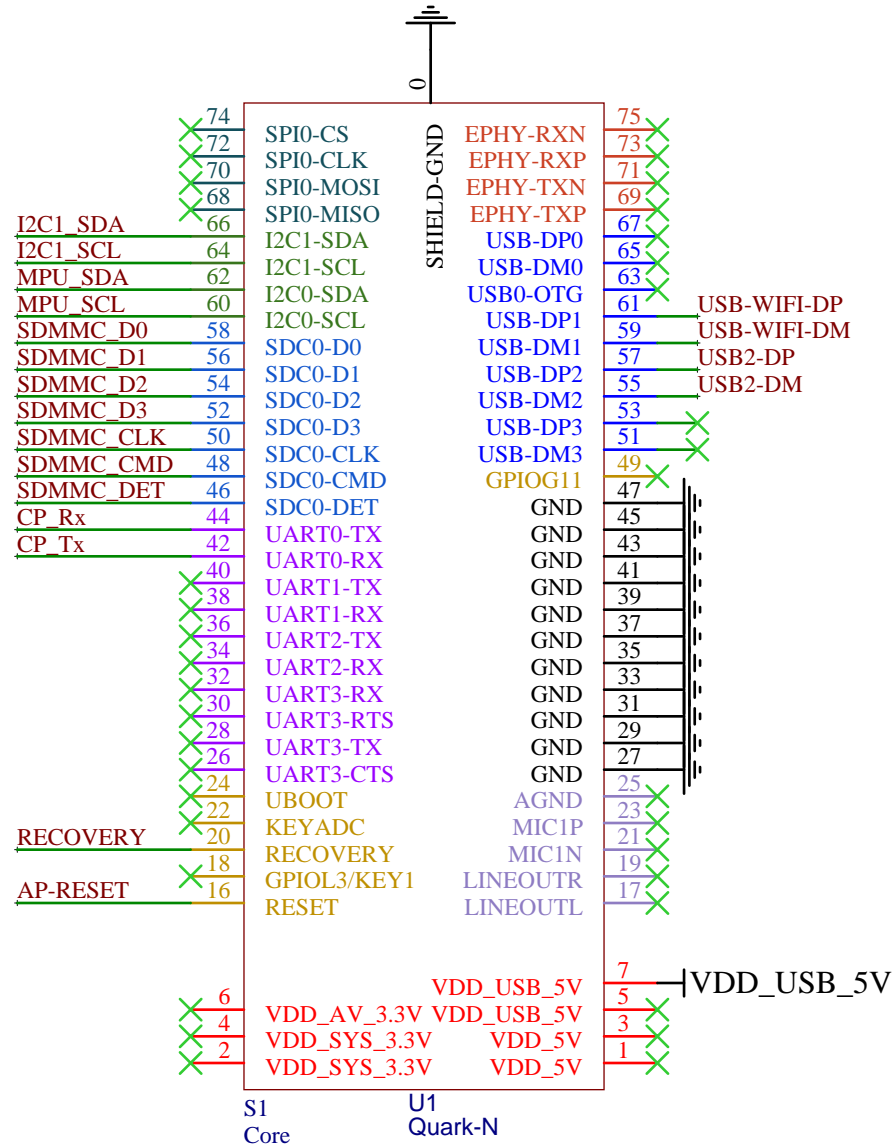 0
SHIELD-GND
74 SPI0-CS
72 SPI0-CLK
70 SPI0-MOSI
68 SPI0-MISO
I2C1_SDA 66 I2C1-SDA
I2C1_SCL 64 I2C1-SCL
MPU_SDA 62 I2C0-SDA
MPU_SCL 60 I2C0-SCL
SDMMC_D0 58 SDC0-D0
SDMMC_D1 56 SDC0-D1
SDMMC_D2 54 SDC0-D2
SDMMC_D3 52 SDC0-D3
SDMMC_CLK 50 SDC0-CLK
SDMMC_CMD 48 SDC0-CMD
SDMMC_DET 46 SDC0-DET
CP_Rx 44 UART0-TX
CP_Tx 42 UART0-RX
40 UART1-TX
38 UART1-RX
36 UART2-TX
34 UART2-RX
32 UART3-RX
30 UART3-RTS
28 UART3-TX
26 UART3-CTS
24 UBOOT
22 KEYADC
RECOVERY 20 RECOVERY
18 GPIOL3/KEY1
AP-RESET 16 RESET
6 VDD_AV_3.3V
4 VDD_SYS_3.3V
2 VDD_SYS_3.3V
EPHY-RXN 75
EPHY-RXP 73
EPHY-TXN 71
EPHY-TXP 69
USB-DP0 67
USB-DM0 65
USB0-OTG 63
USB-DP1 61 USB-WIFI-DP
USB-DM1 59 USB-WIFI-DM
USB-DP2 57 USB2-DP
USB-DM2 55 USB2-DM
USB-DP3 53
USB-DM3 51
GPIOG11 49
GND 47
GND 45
GND 43
GND 41
GND 39
GND 37
GND 35
GND 33
GND 31
GND 29
GND 27
AGND 25
MIC1P 23
MIC1N 21
LINEOUTR 19
LINEOUTL 17
VDD_USB_5V 7 VDD_USB_5V
VDD_USB_5V 5
VDD_5V 3
VDD_5V 1
S1
Core
U1
Quark-N